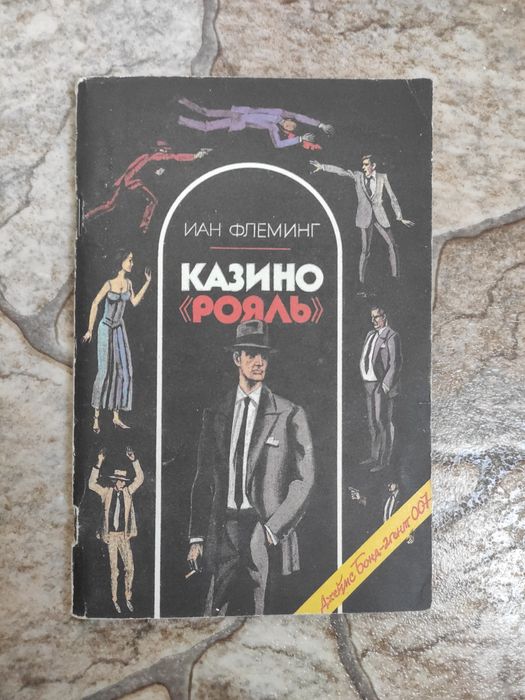 ИАН ФЛЕМИНГ
КАЗИНО
«РОЯЛЬ»
Джеймс Бонд-агент 007